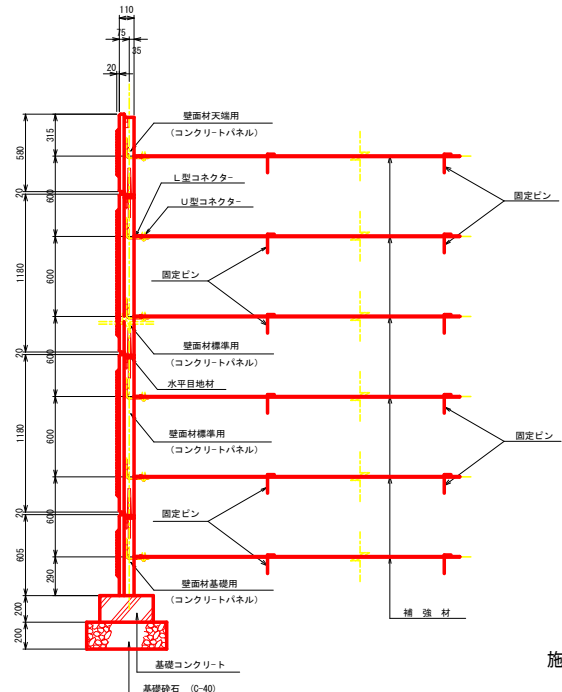 110
75
35
20
壁面材天端用
(コンクリートパネル)
315
580
L型コネクター
U型コネクター
固定ピン
20
600
固定ピン
1180
600
壁面材標準用
(コンクリートパネル)
20
600
水平目地材
壁面材標準用
(コンクリートパネル)
固定ピン
1180
600
固定ピン
20
600
605
290
壁面材基礎用
(コンクリートパネル)
補 強 材
200
200
基礎コンクリート
基礎砕石 (C-40)
施